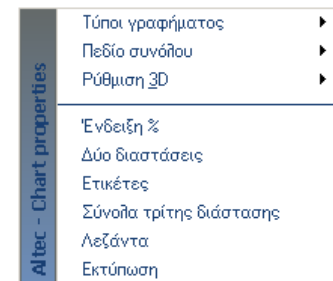 Τύποι γραφήματος
Πεδίο συνόλου
Ρύθμιση 3D
Ένδειξη %
Δύο διαστάσεις
Ετικέτες
Σύνολα τρίτης διάστασης
Λεζάντα
Εκτύπωση
Altec - Chart properties